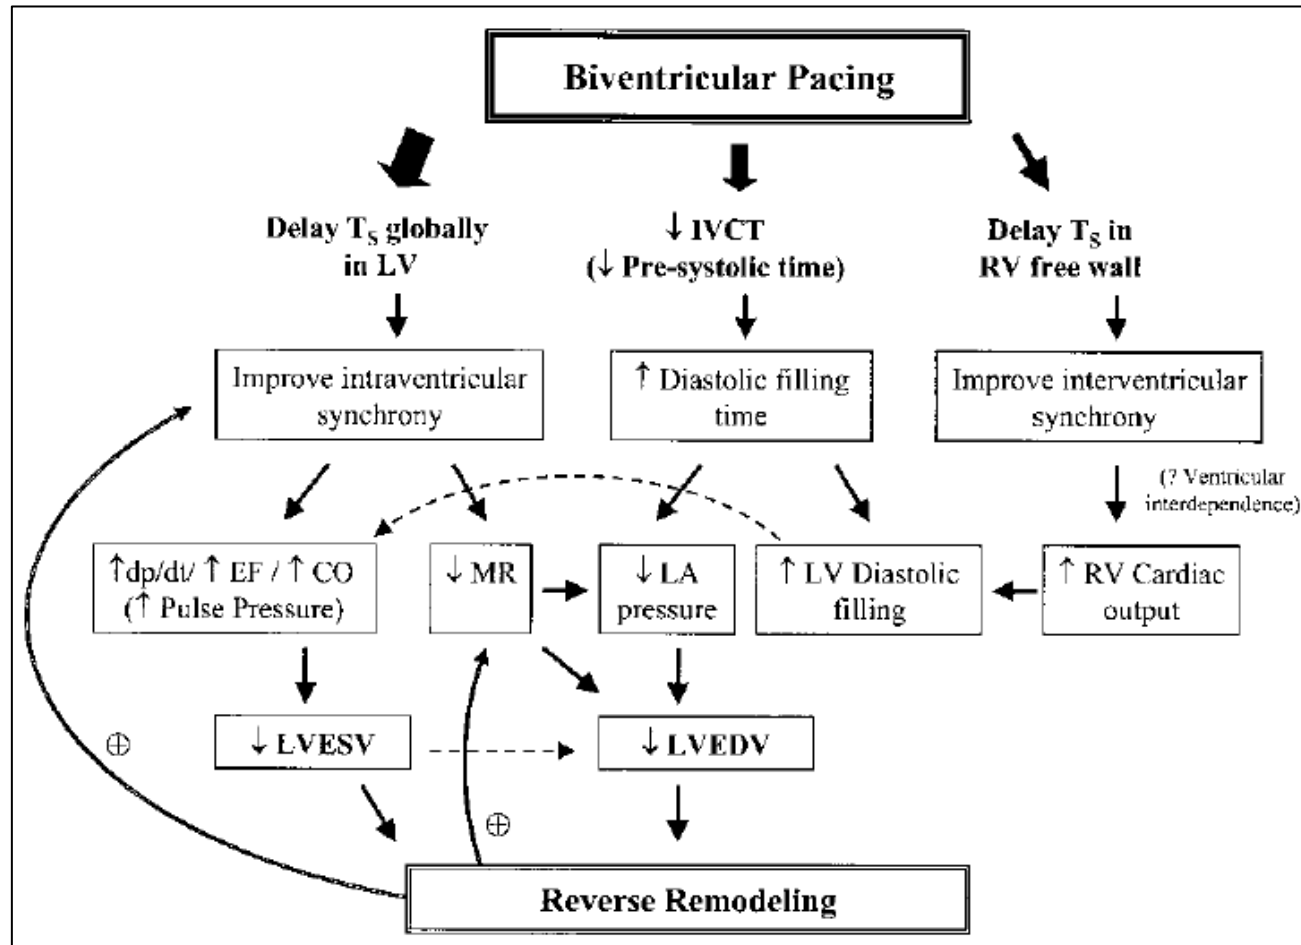 Biventricular Pacing
Delay TS globally
in LV
↓ IVCT
(↓ Pre-systolic time)
Delay TS in
RV free wall
Improve intraventricular
synchrony
↑ Diastolic filling
time
Improve interventricular
synchrony
(? Ventricular
interdependence)
↑dp/dt/ ↑ EF / ↑ CO
(↑ Pulse Pressure)
↓ MR
↓ LA
pressure
↑ LV Diastolic
filling
↑ RV Cardiac
output
↓ LVESV
↓ LVEDV
⊕
⊕
Reverse Remodeling